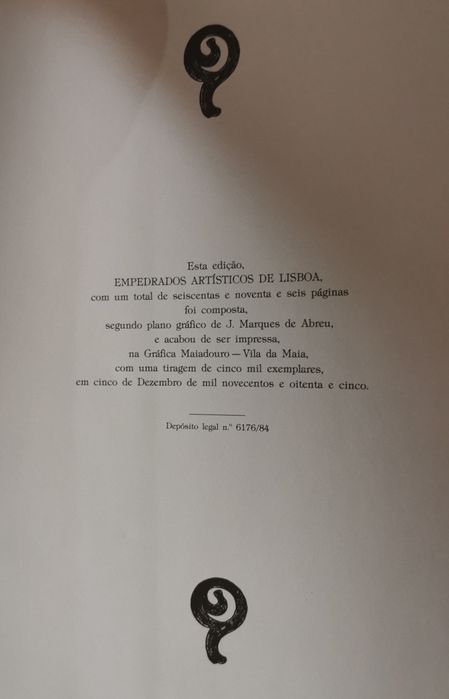 Esta edição,
EMPEDRADOS ARTÍSTICOS DE LISBOA,
com um total de seiscentas e noventa e seis páginas
foi composta,
segundo plano gráfico de J. Marques de Abreu,
e acabou de ser impressa,
na Gráfica Maiadouro — Vila da Maia,
com uma tiragem de cinco mil exemplares,
em cinco de Dezembro de mil novecentos e oitenta e cinco.
Depósito legal n.º 6176/84